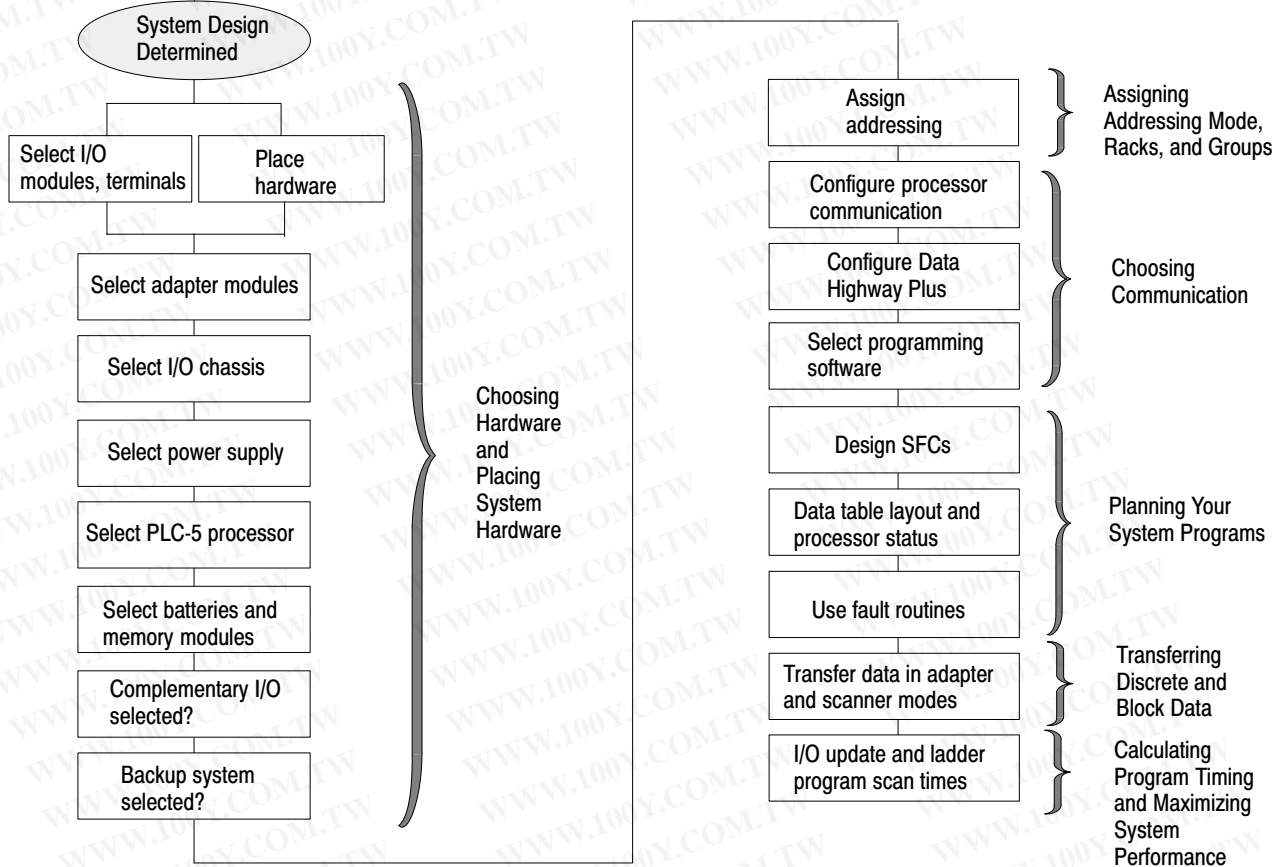 System Design
Determined
Select I/O
modules, terminals
Place
hardware
Select adapter modules
Select I/O chassis
Select power supply
Select PLC-5 processor
Select batteries and
memory modules
Complementary I/O
selected?
Backup system
selected?
Choosing
Hardware
and
Placing
System
Hardware
Assign
addressing
Configure processor
communication
Configure Data
Highway Plus
Select programming
software
Design SFCs
Data table layout and
processor status
Use fault routines
Transfer data in adapter
and scanner modes
I/O update and ladder
program scan times
Assigning
Addressing Mode,
Racks, and Groups
Choosing
Communication
Planning Your
System Programs
Transferring
Discrete and
Block Data
Calculating
Program Timing
and Maximizing
System
Performance
WWW.100Y.COM.TW